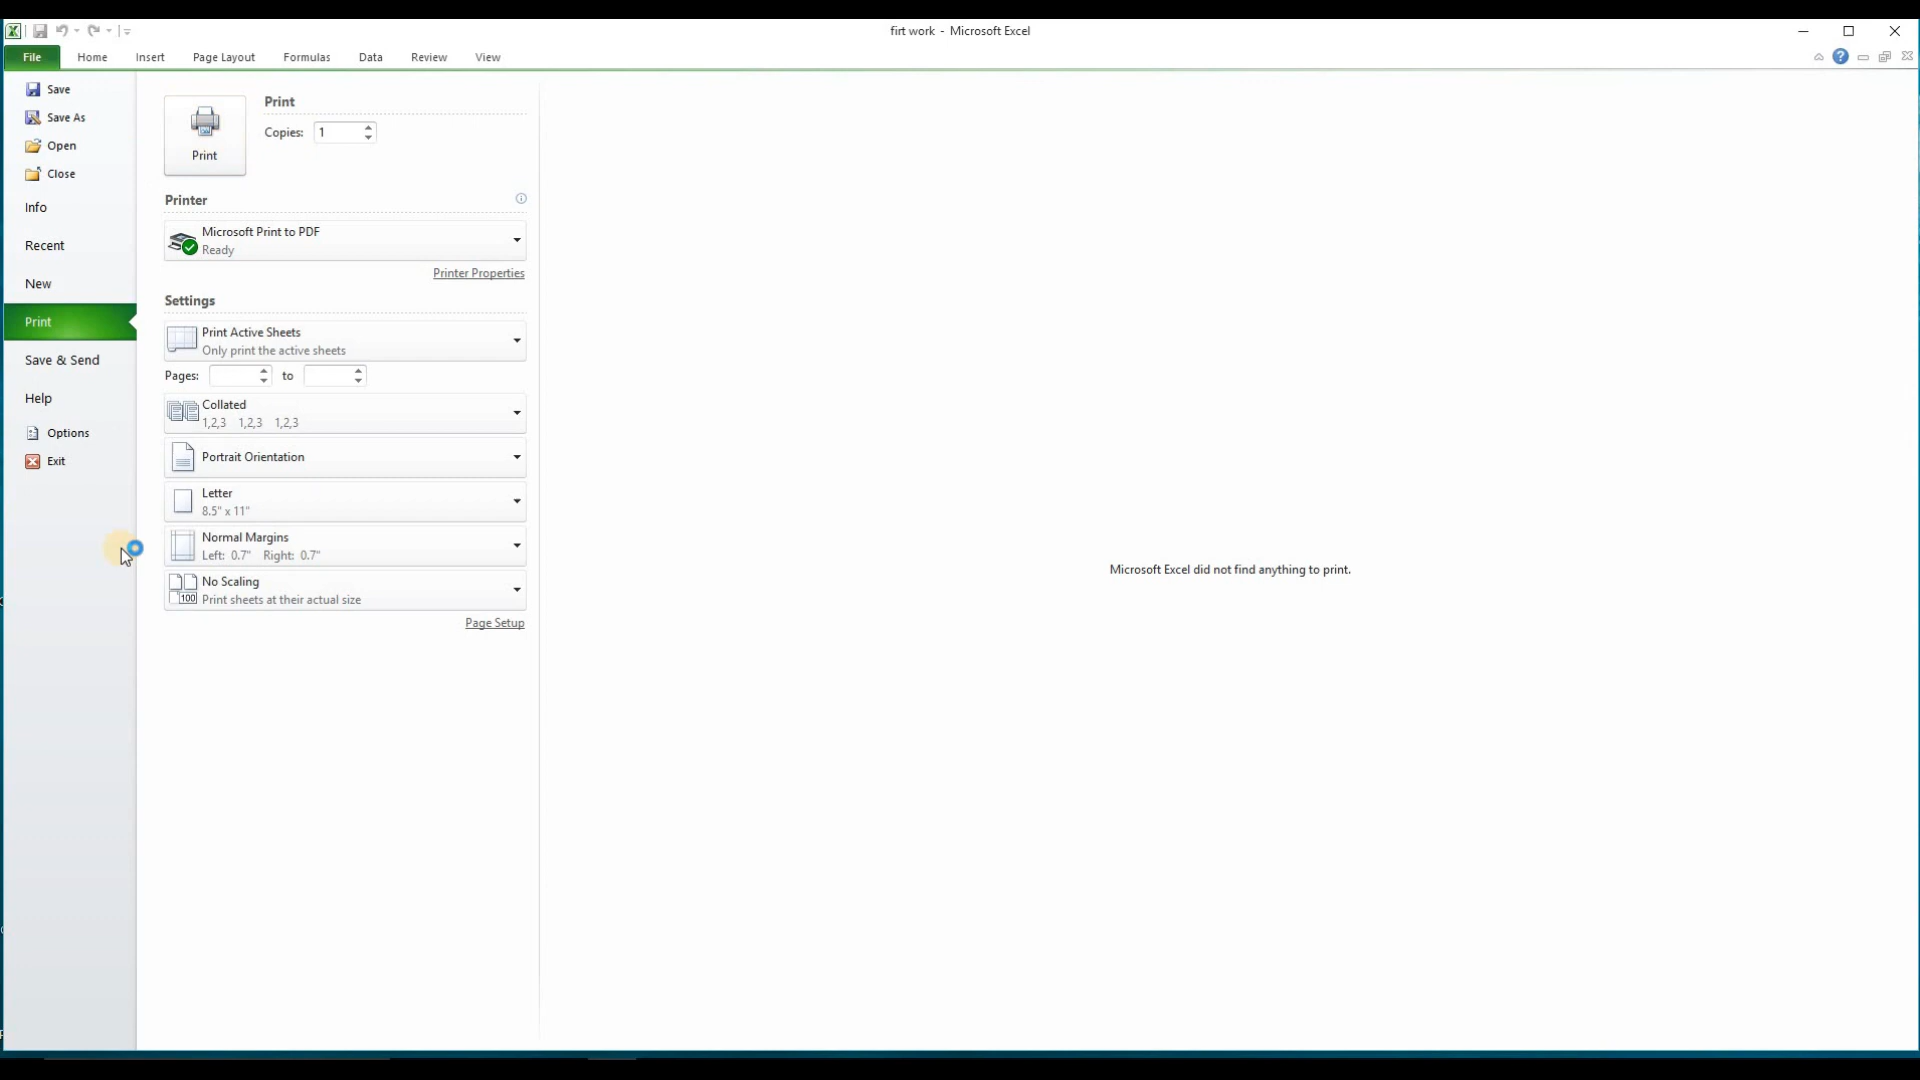 firt work - Microsoft Excel
File Home Insert Page Layout Formulas Data Review View
Save
Save As
Open
Close
Info
Recent
New
Print
Save & Send
Help
Options
Exit
Print
Print
Copies: 1
Printer
Microsoft Print to PDF
Ready
Printer Properties
Settings
Print Active Sheets
Only print the active sheets
Pages: to
Collated
1,2,3 1,2,3 1,2,3
Portrait Orientation
Letter
8.5" x 11"
Normal Margins
Left: 0.7" Right: 0.7"
No Scaling
100
Print sheets at their actual size
Page Setup
Microsoft Excel did not find anything to print.